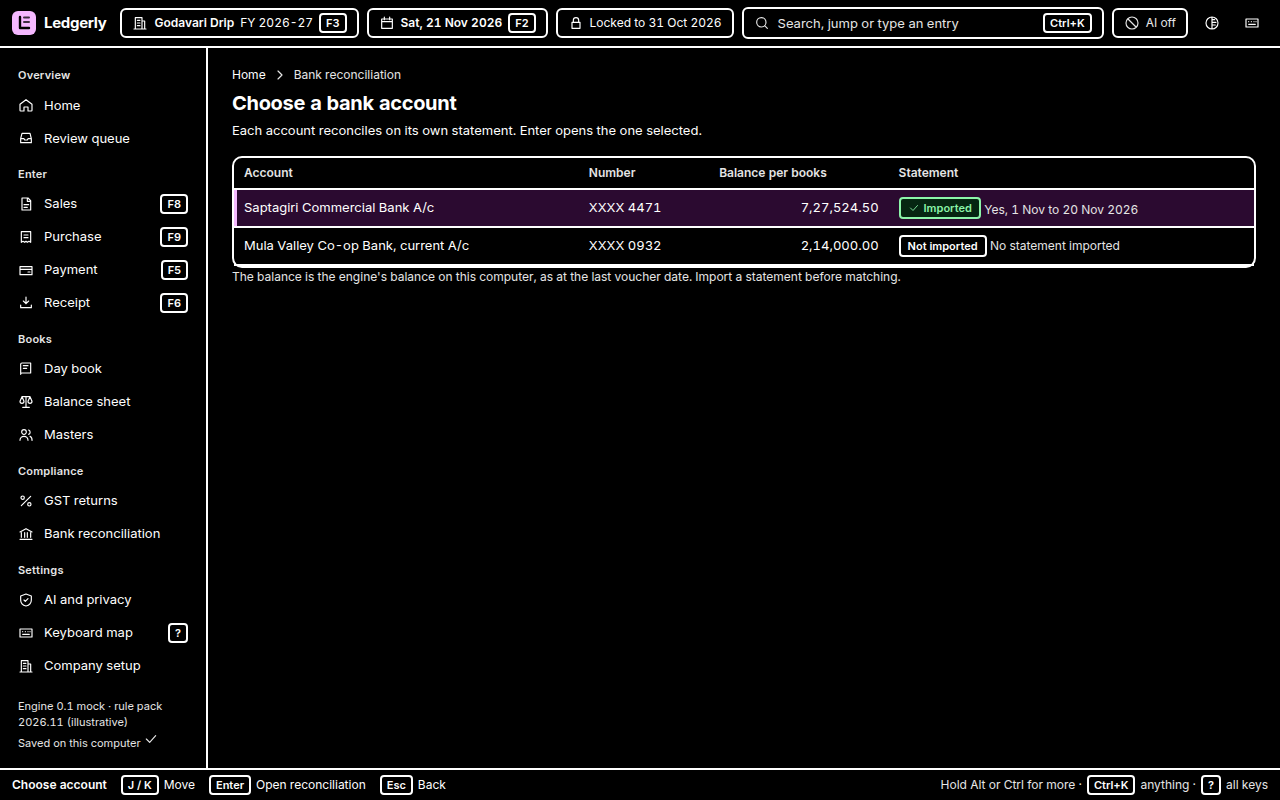 Ledgerly
Godavari Drip FY 2026-27 F3
Sat, 21 Nov 2026 F2
Locked to 31 Oct 2026
Search, jump or type an entry Ctrl+K
AI off
Overview
Home
Review queue
Enter
Sales F8
Purchase F9
Payment F5
Receipt F6
Books
Day book
Balance sheet
Masters
Compliance
GST returns
Bank reconciliation
Settings
AI and privacy
Keyboard map ?
Company setup
Engine 0.1 mock · rule pack
2026.11 (illustrative)
Saved on this computer
Home Bank reconciliation
Choose a bank account
Each account reconciles on its own statement. Enter opens the one selected.
Account Number Balance per books Statement
Saptagiri Commercial Bank A/c XXXX 4471 7,27,524.50 Imported Yes, 1 Nov to 20 Nov 2026
Mula Valley Co-op Bank, current A/c XXXX 0932 2,14,000.00 Not imported No statement imported
The balance is the engine's balance on this computer, as at the last voucher date. Import a statement before matching.
Choose account J / K Move Enter Open reconciliation Esc Back
Hold Alt or Ctrl for more · Ctrl+K anything · ? all keys